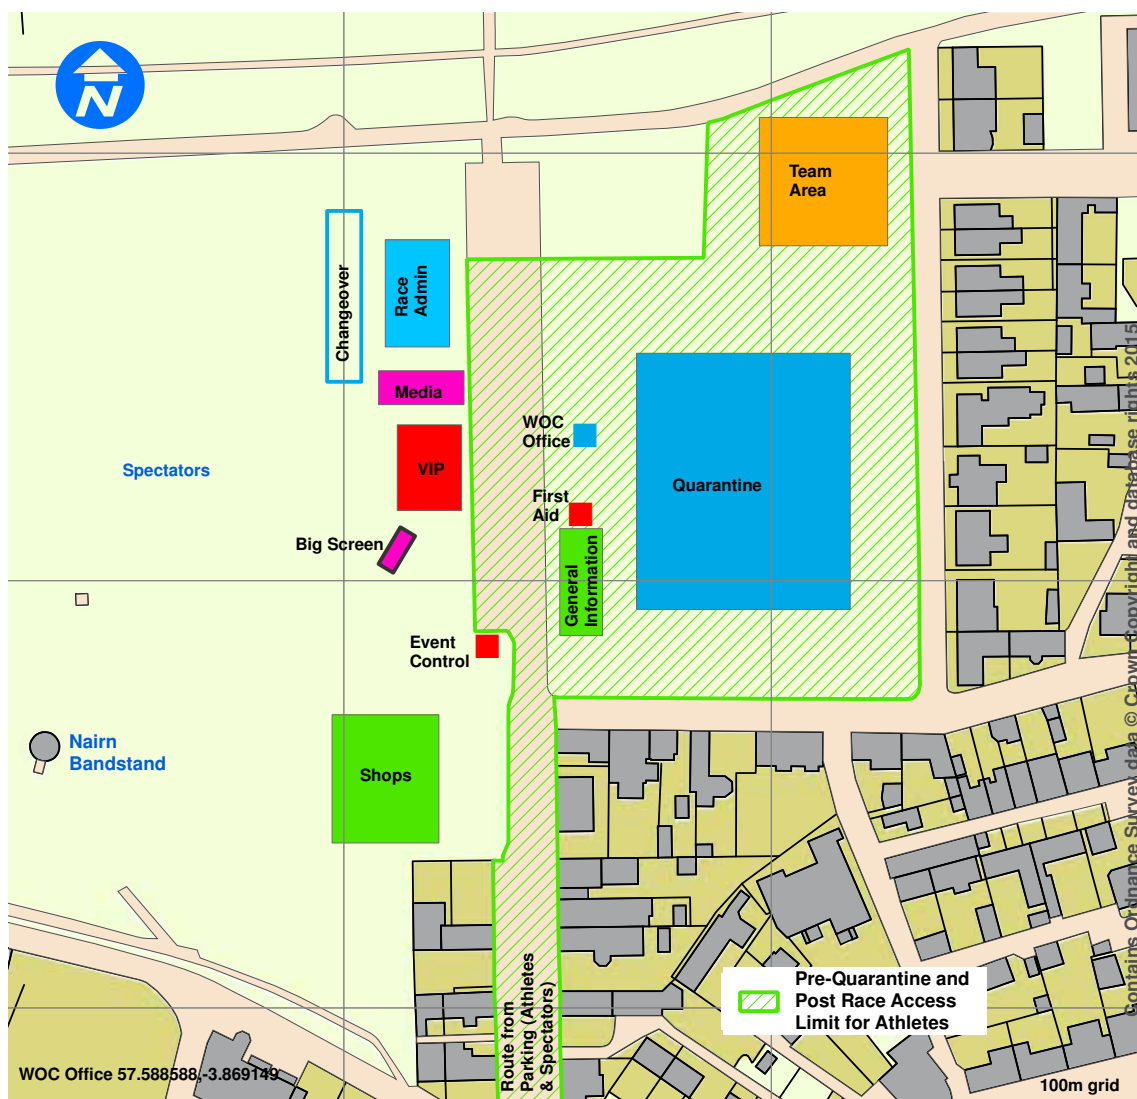 N
Team
Area
Changeover
Race
Admin
Media
WOC
Office
Spectators
VIP
Quarantine
First
Aid
Big Screen
General
Information
Event
Control
Nairn
Bandstand
Shops
Route from
Parking (Athletes
& Spectators)
Pre-Quarantine and
Post Race Access
Limit for Athletes
WOC Office 57.588588,-3.869149
100m grid
Contains Ordnance Survey data © Crown Copyright and database rights 2015